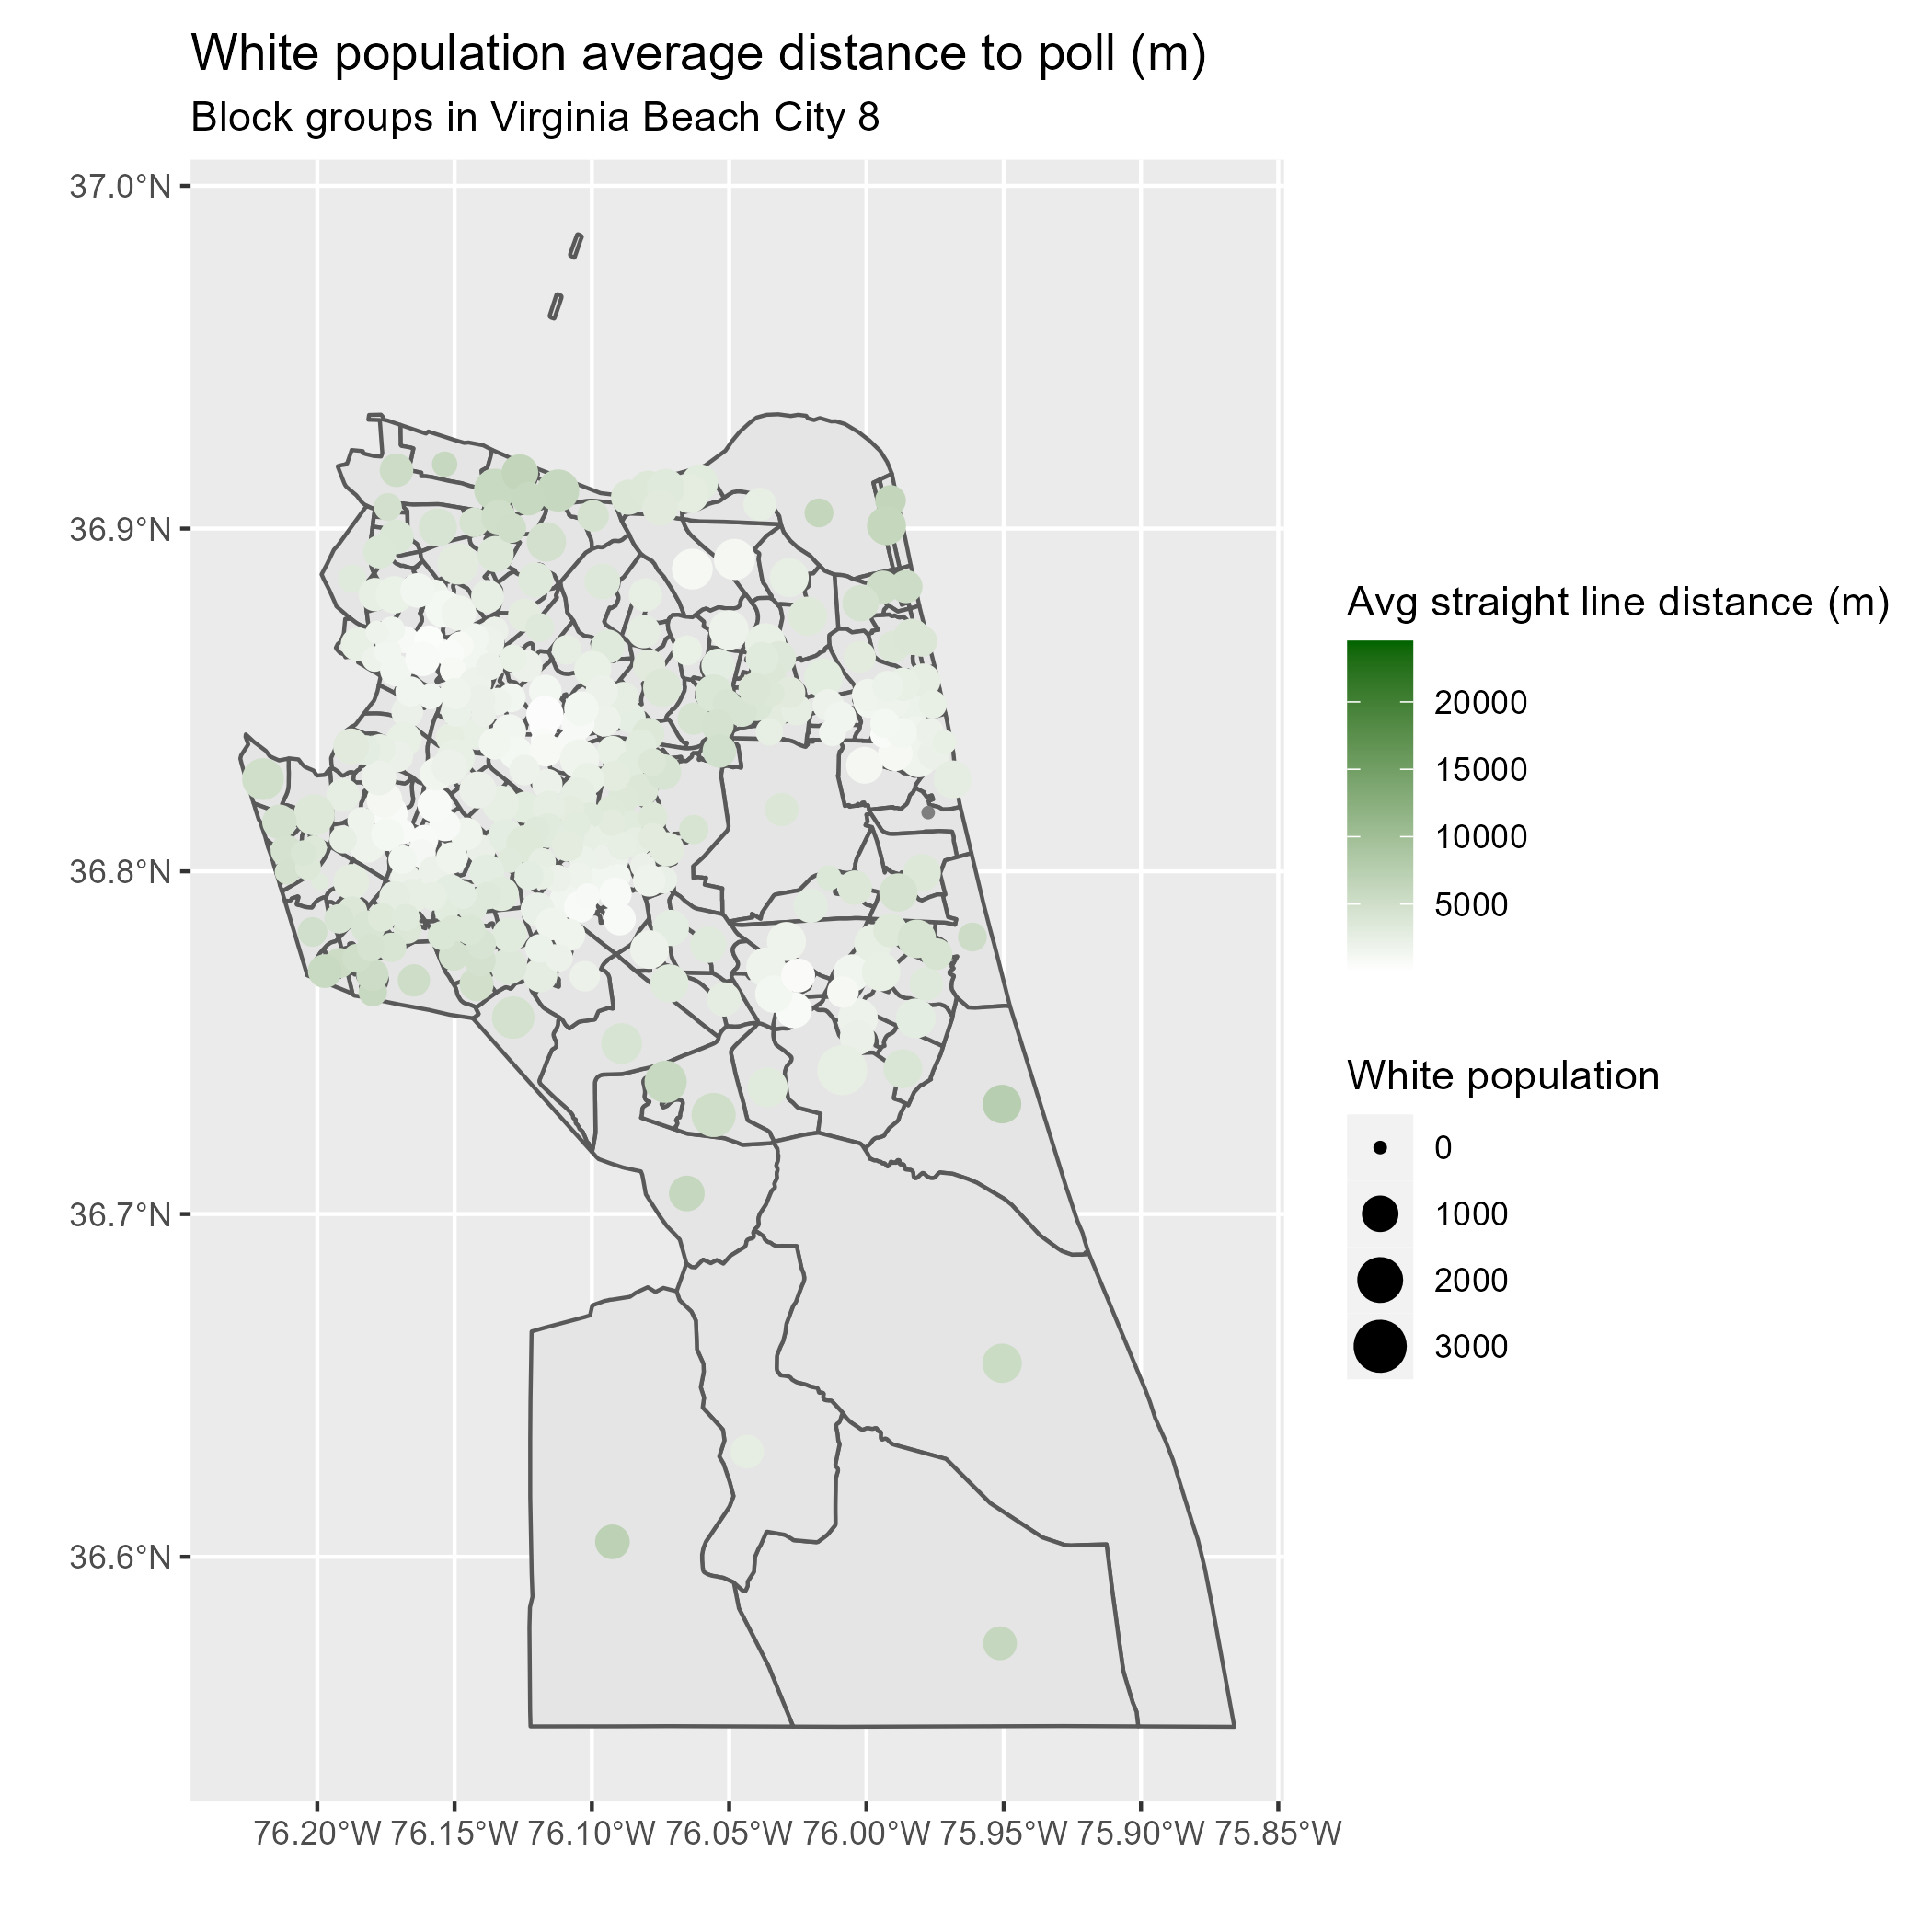 White population average distance to poll (m)
Block groups in Virginia Beach City 8
37.0°N
36.9°N
36.8°N
36.7°N
36.6°N
76.20°W 76.15°W 76.10°W 76.05°W 76.00°W 75.95°W 75.90°W 75.85°W
Avg straight line distance (m)
20000
15000
10000
5000
White population
0
1000
2000
3000